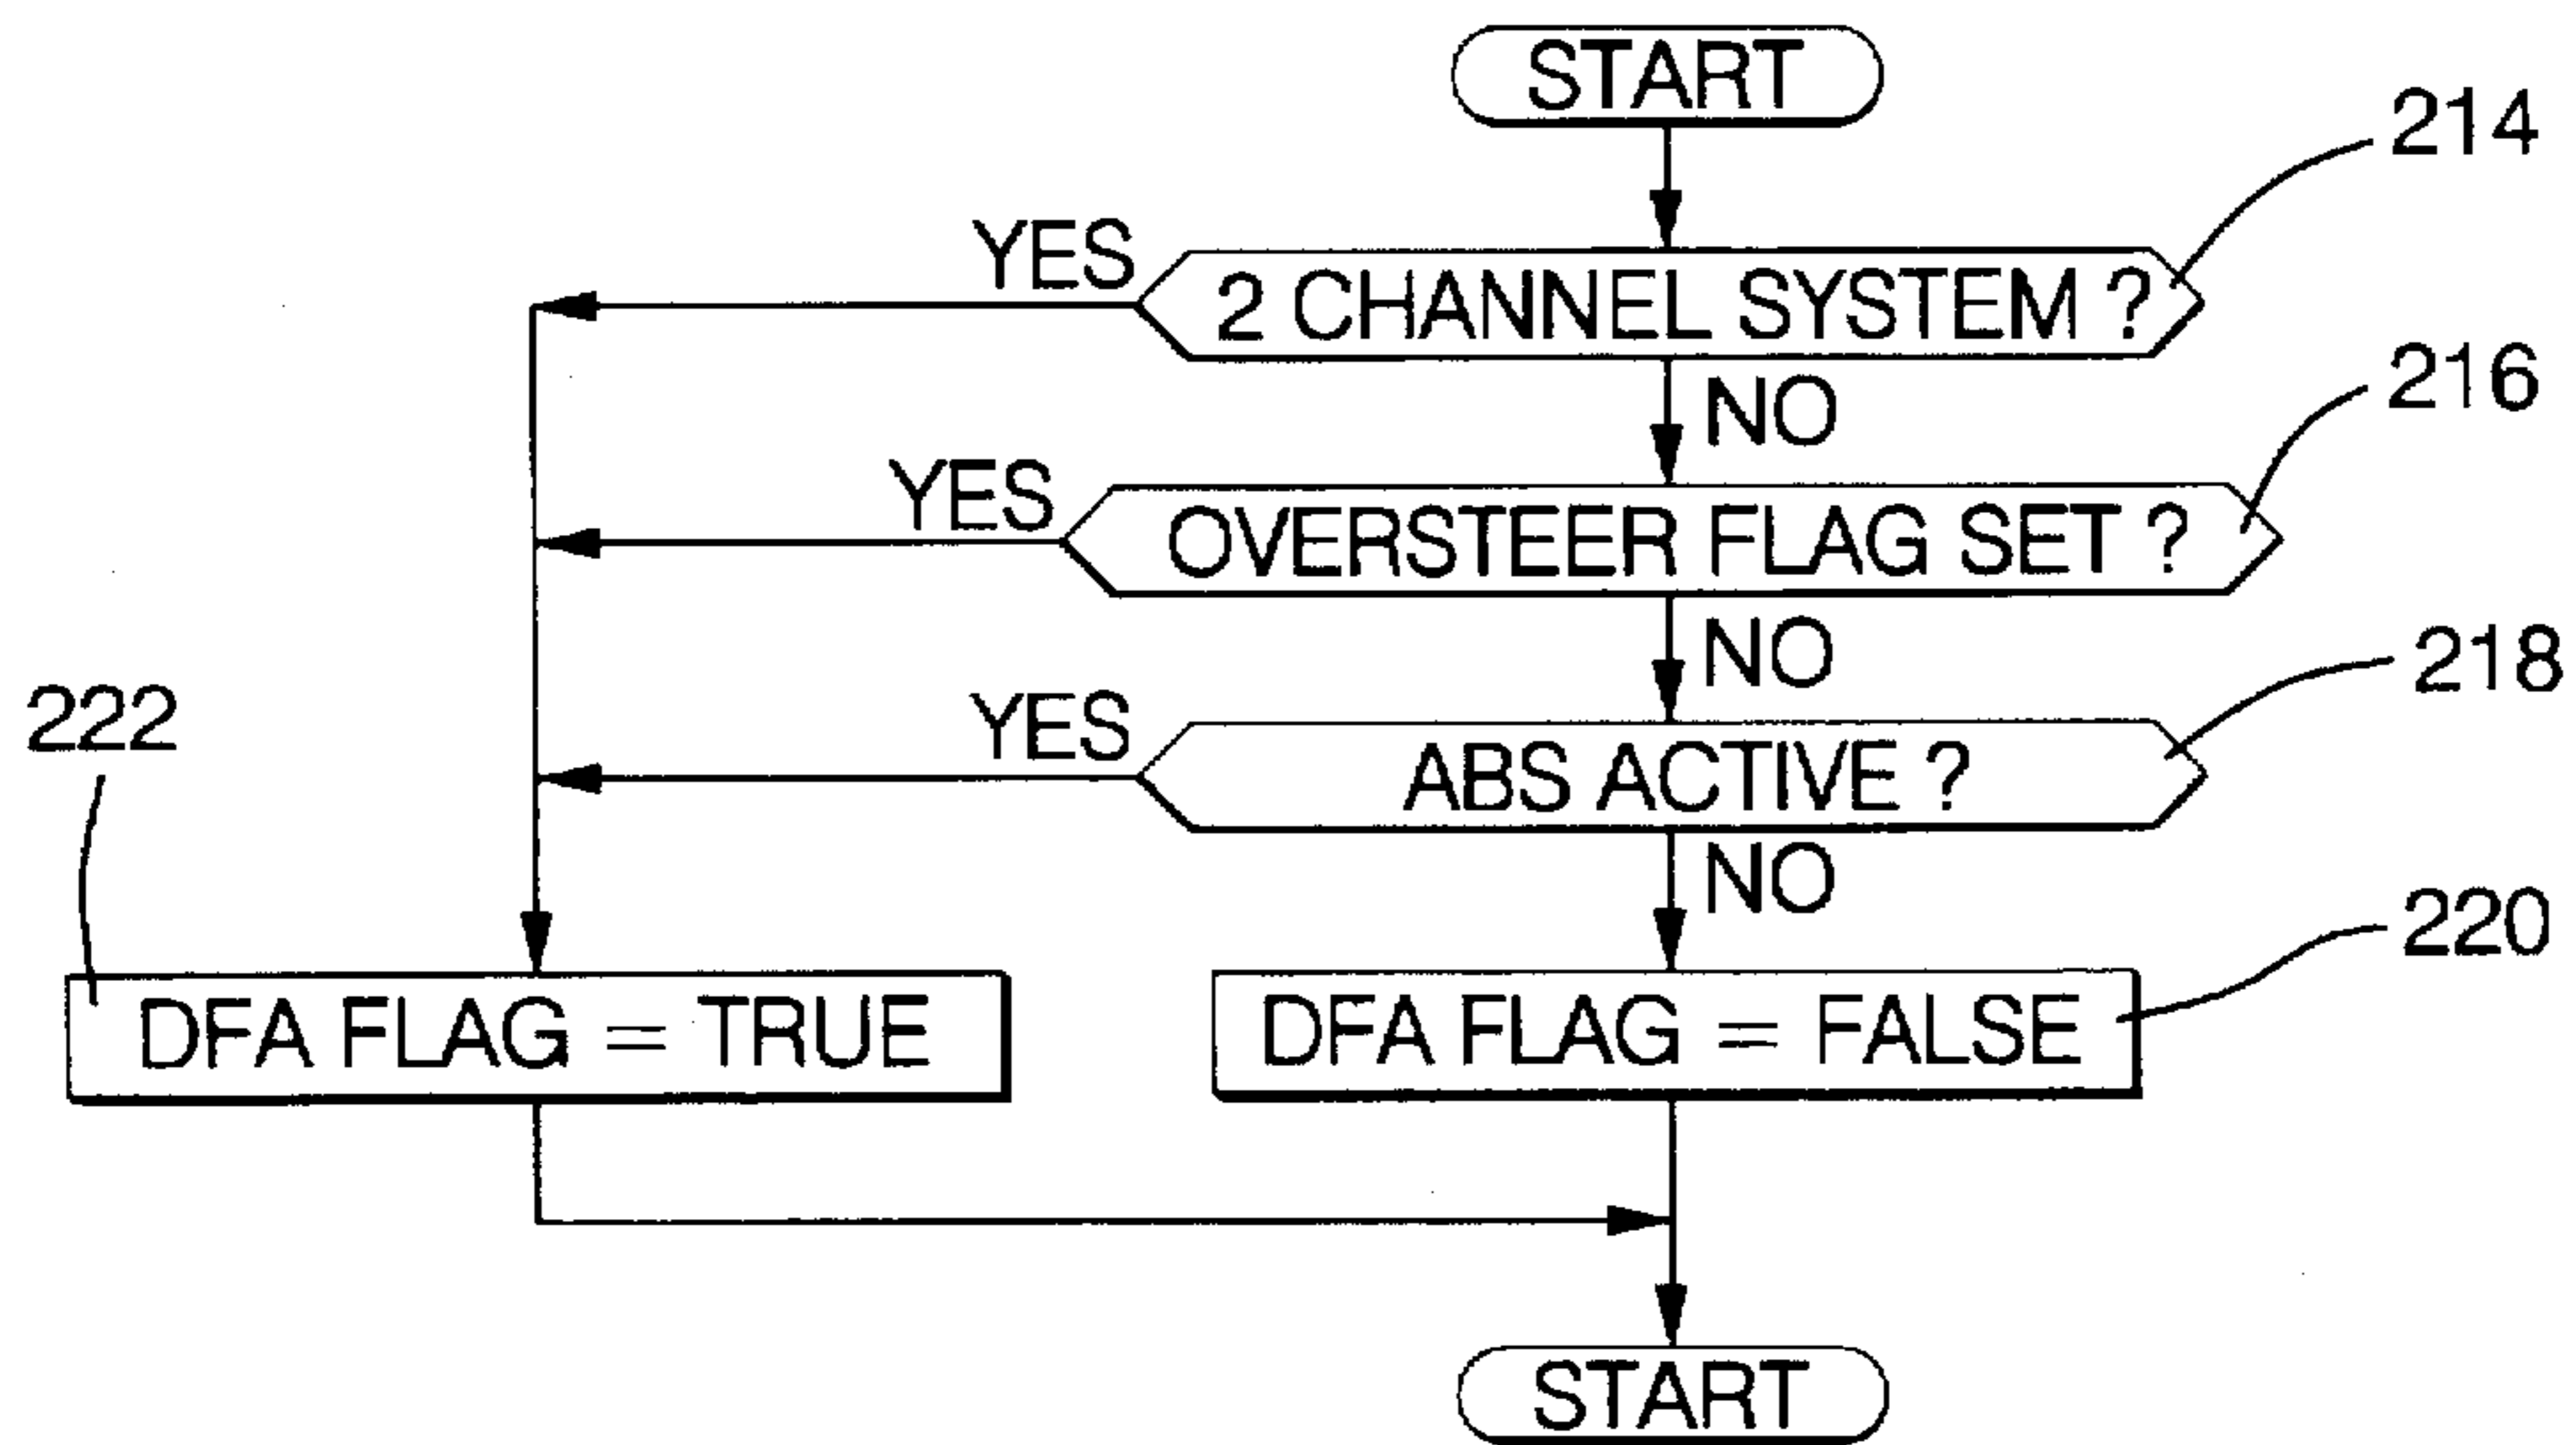 START
214
YES
2 CHANNEL SYSTEM ?
NO
216
YES
OVERSTEER FLAG SET ?
NO
218
YES
ABS ACTIVE ?
NO
222
220
DFA FLAG = TRUE
DFA FLAG = FALSE
START